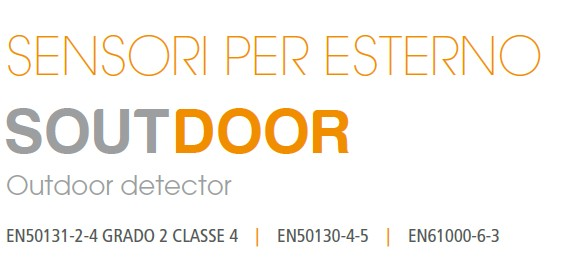 SENSORI PER ESTERNO
SOUTDOOR
Outdoor detector
EN50131-2-4 GRADO 2 CLASSE 4 | EN50130-4-5 | EN61000-6-3